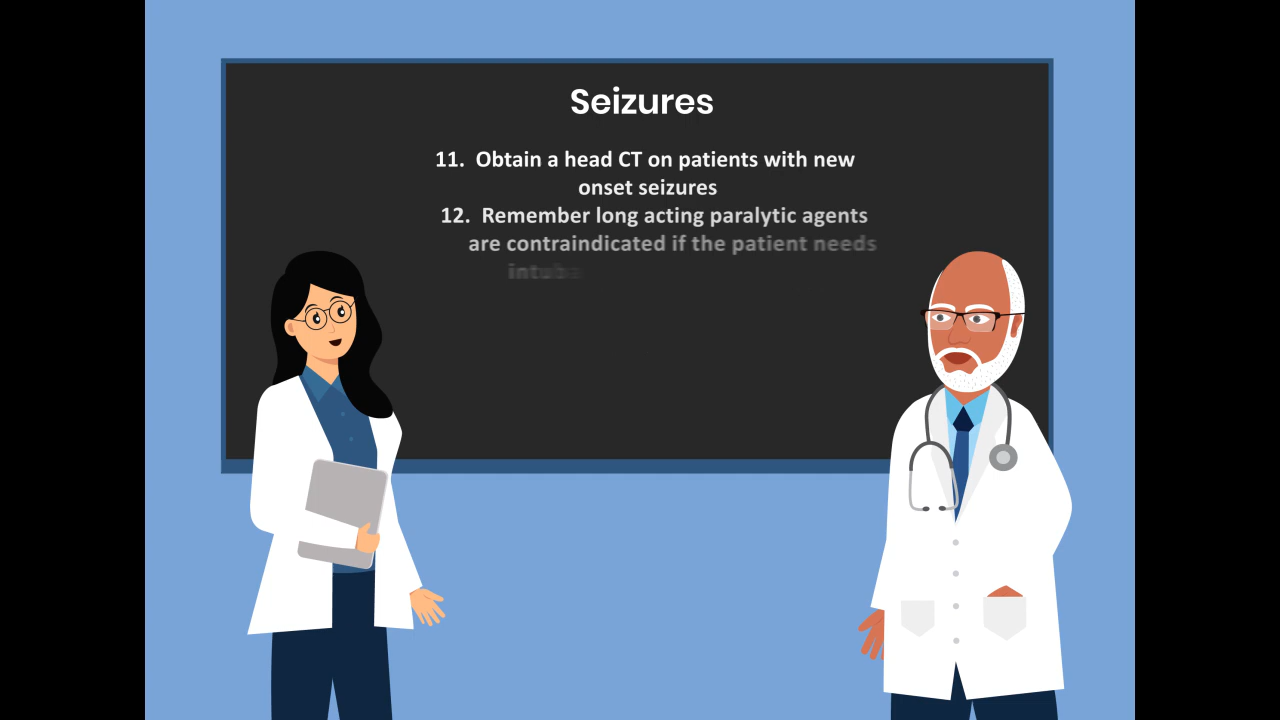 Seizures
11. Obtain a head CT on patients with new
onset seizures
12. Remember long acting paralytic agents
are contraindicated if the patient needs